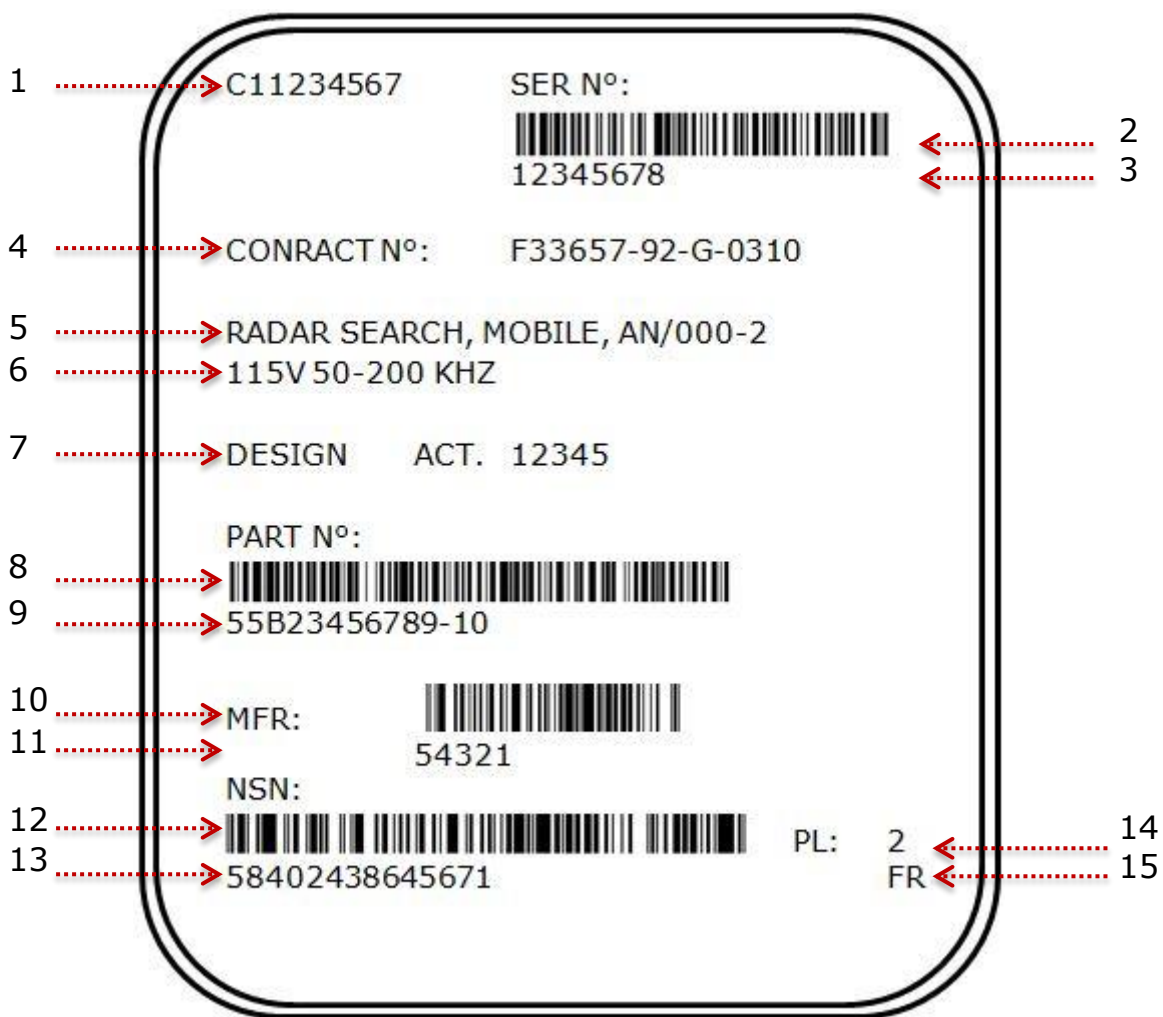 1 C11234567 SER Nº:
2
12345678 3
4 CONRACT Nº: F33657-92-G-0310
5 RADAR SEARCH, MOBILE, AN/000-2
6 115V 50-200 KHZ
7 DESIGN ACT. 12345
PART Nº:
8
9 55B23456789-10
10 MFR:
11 54321
NSN:
12 PL: 2 14
13 58402438645671 FR 15